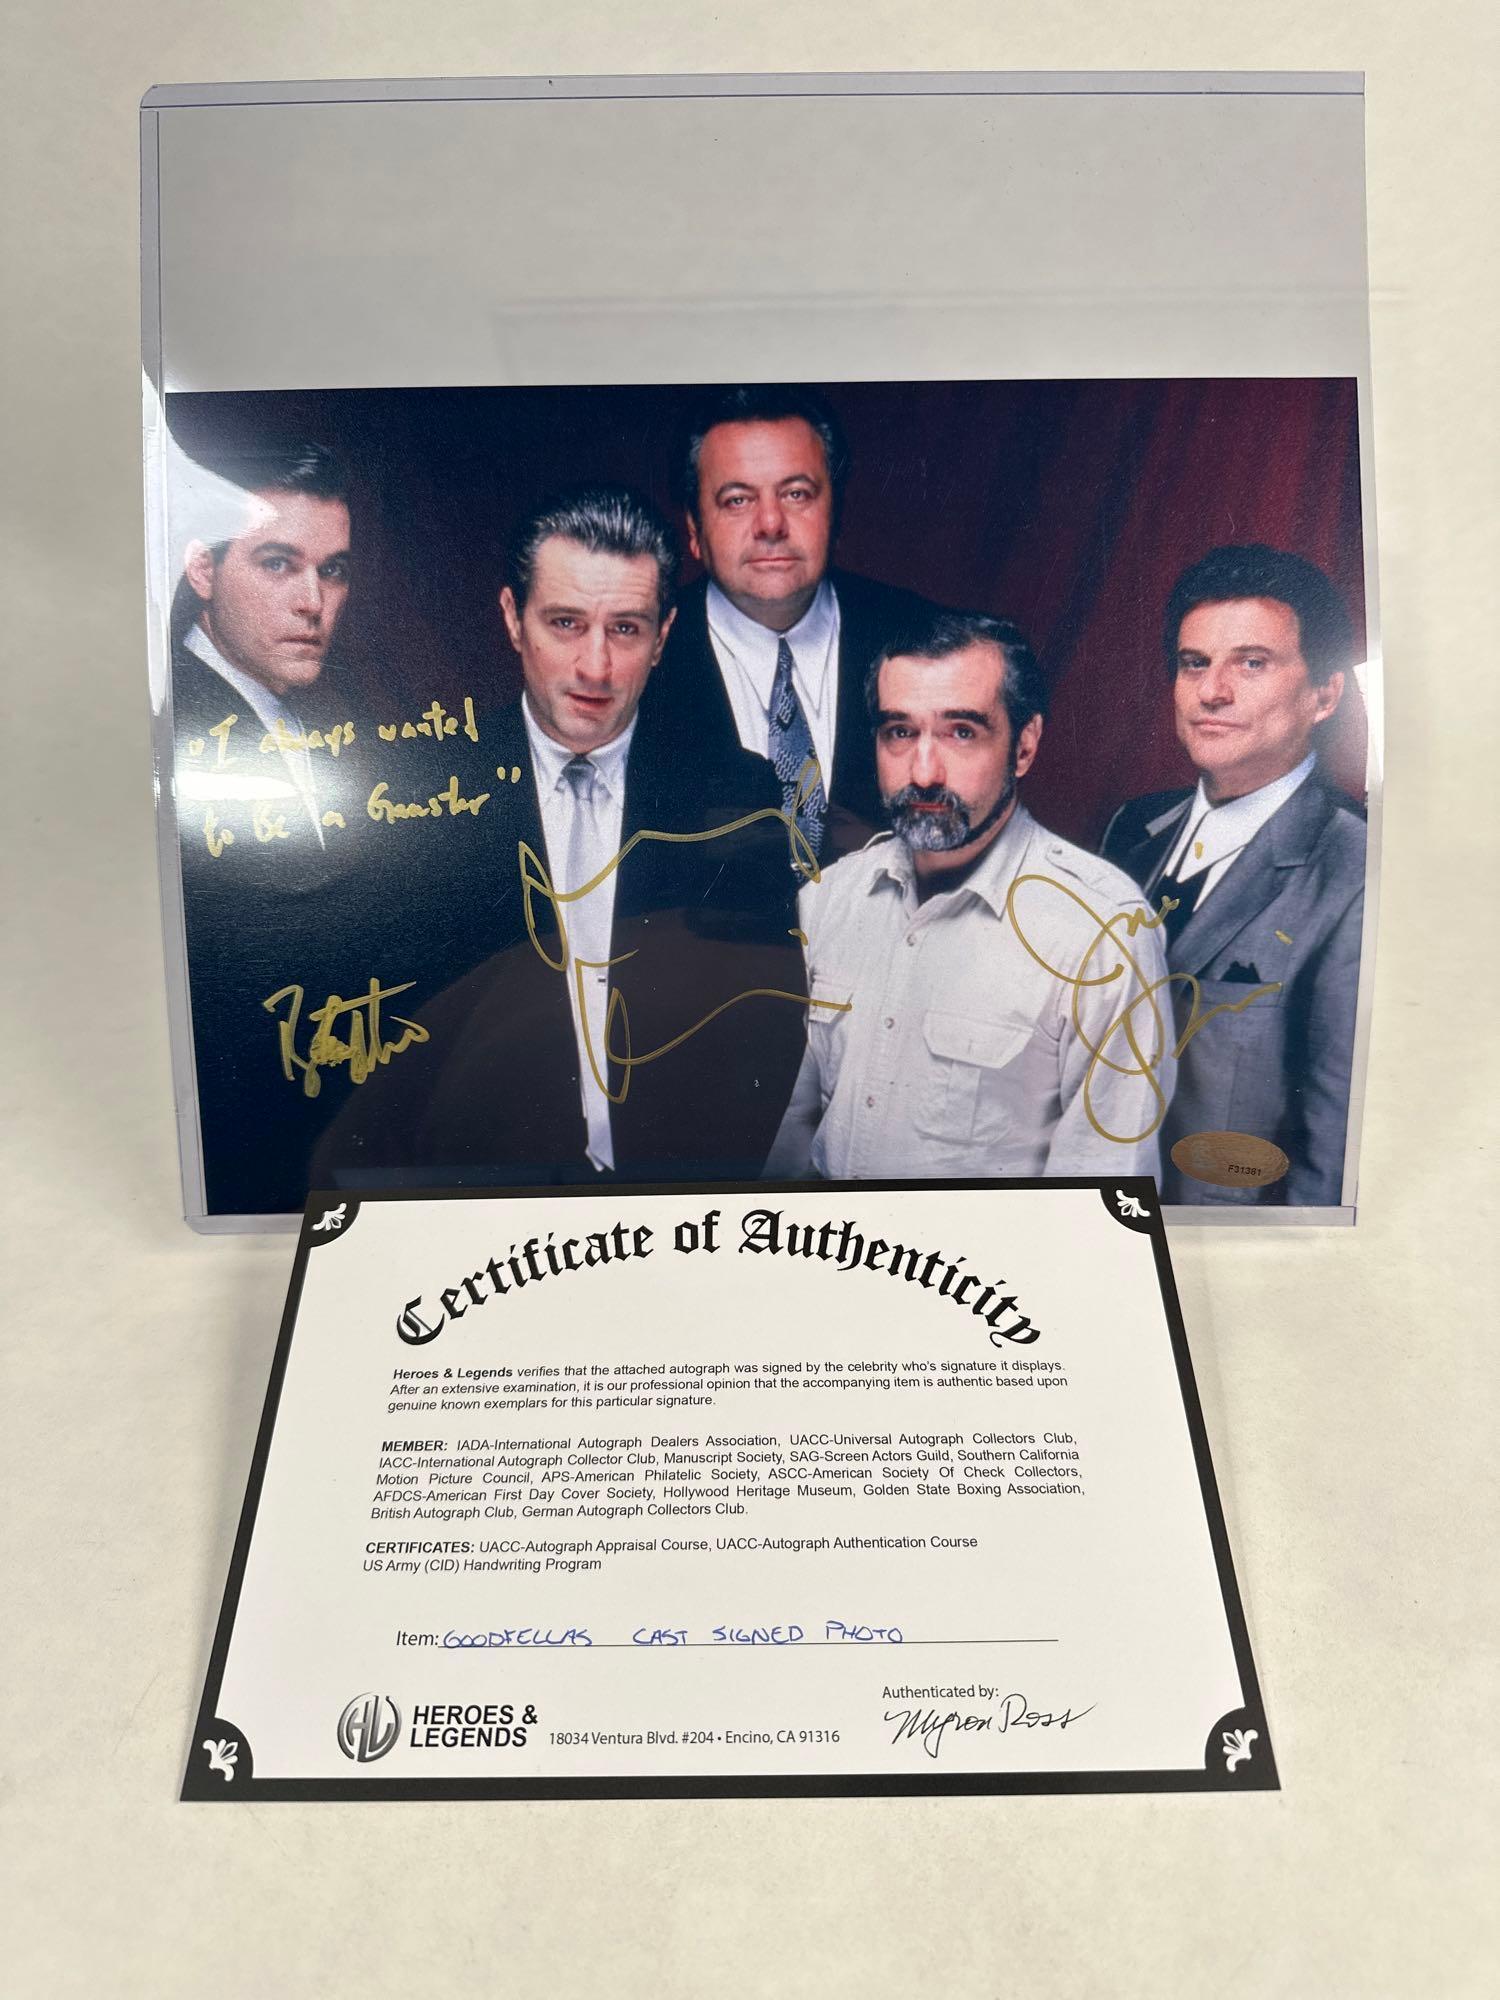 "I always wanted
to Be a Gangster"
F31381
Certificate of Authenticity
Heroes & Legends verifies that the attached autograph was signed by the celebrity who's signature it displays.
After an extensive examination, it is our professional opinion that the accompanying item is authentic based upon
genuine known exemplars for this particular signature.
MEMBER: IADA-International Autograph Dealers Association, UACC-Universal Autograph Collectors Club,
IACC-International Autograph Collector Club, Manuscript Society, SAG-Screen Actors Guild, Southern California
Motion Picture Council, APS-American Philatelic Society, ASCC-American Society Of Check Collectors,
AFDCS-American First Day Cover Society, Hollywood Heritage Museum, Golden State Boxing Association,
British Autograph Club, German Autograph Collectors Club.
CERTIFICATES: UACC-Autograph Appraisal Course, UACC-Autograph Authentication Course
US Army (CID) Handwriting Program
Item: GOODFELLAS CAST SIGNED PHOTO
HL HEROES &
LEGENDS
18034 Ventura Blvd. #204 • Encino, CA 91316
Authenticated by:
Myron Ross